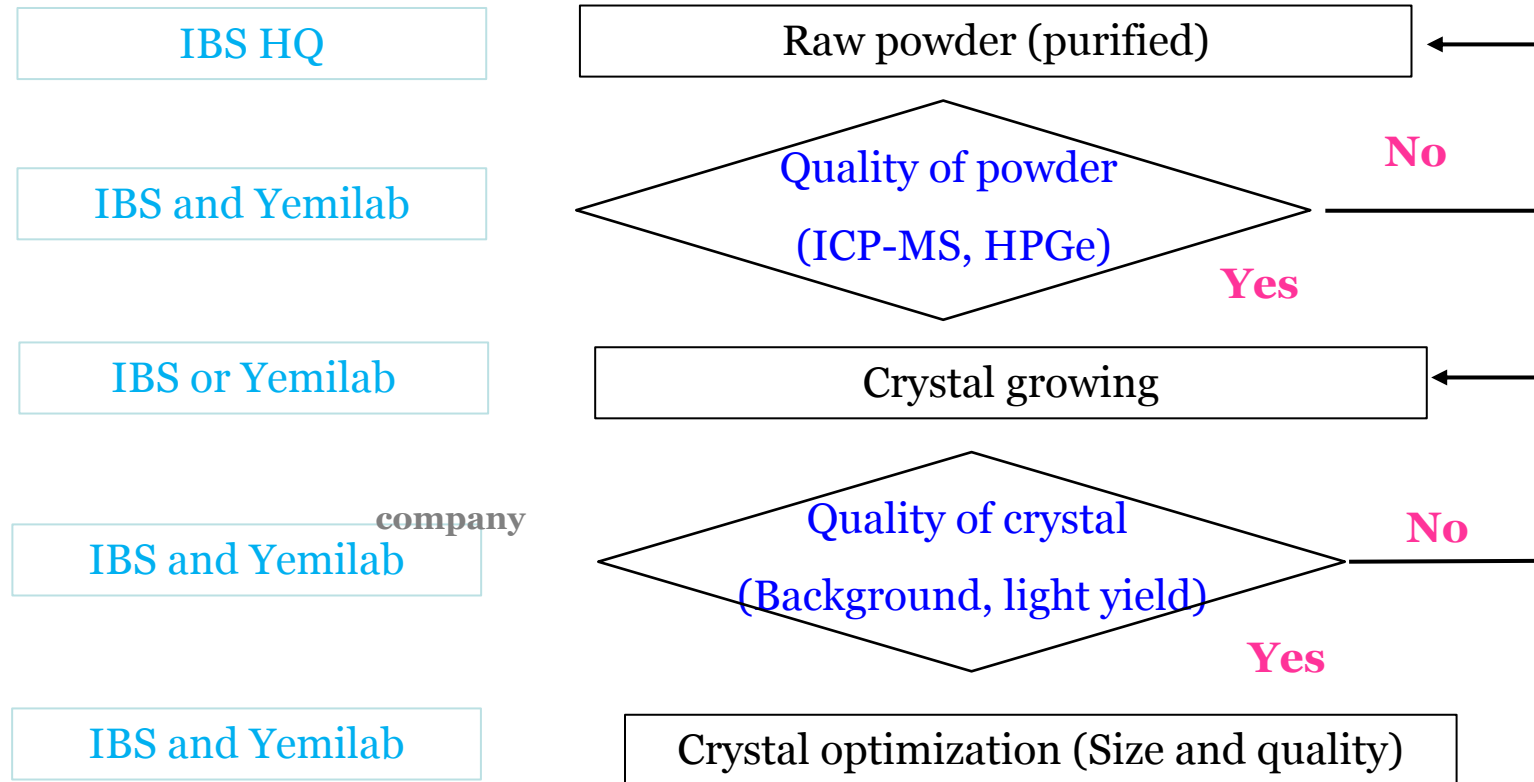 IBS HQ
Raw powder (purified)
No
Quality of powder
IBS and Yemilab
(ICP-MS, HPGe)
Yes
IBS or Yemilab
Crystal growing
company
Quality of crystal
No
IBS and Yemilab
(Background, light yield)
Yes
IBS and Yemilab
Crystal optimization (Size and quality)